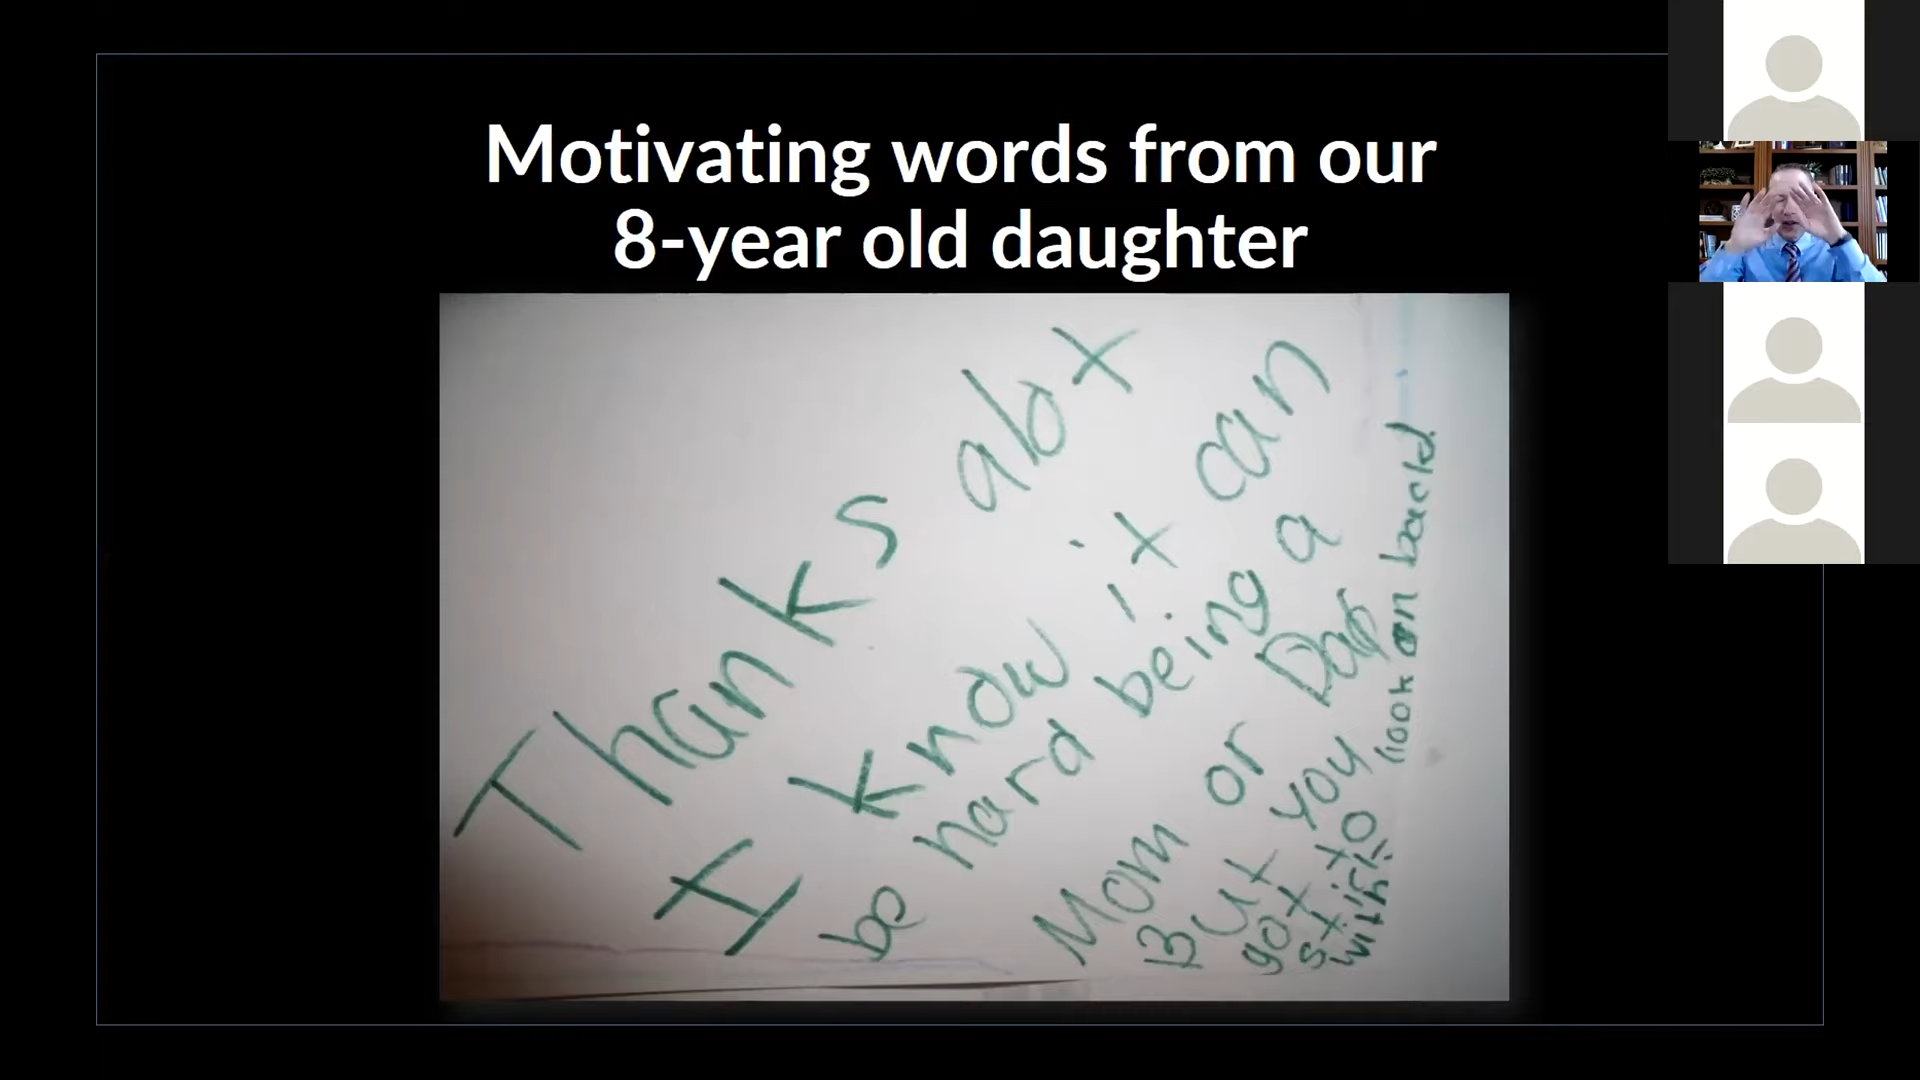 Motivating words from our
8-year old daughter
Thanks alot
I know it can
be hard being a
Mom or Dad
But you
got to
stick
with
look on back